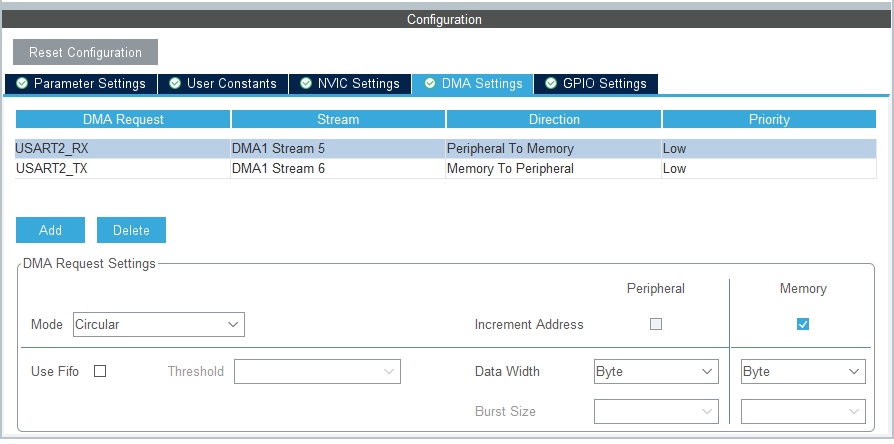 Configuration
Reset Configuration
Parameter Settings User Constants NVIC Settings DMA Settings GPIO Settings
DMA Request Stream Direction Priority
USART2_RX DMA1 Stream 5 Peripheral To Memory Low
USART2_TX DMA1 Stream 6 Memory To Peripheral Low
Add Delete
DMA Request Settings
Peripheral Memory
Mode Circular Increment Address
Use Fifo Threshold Data Width Byte Byte
Burst Size